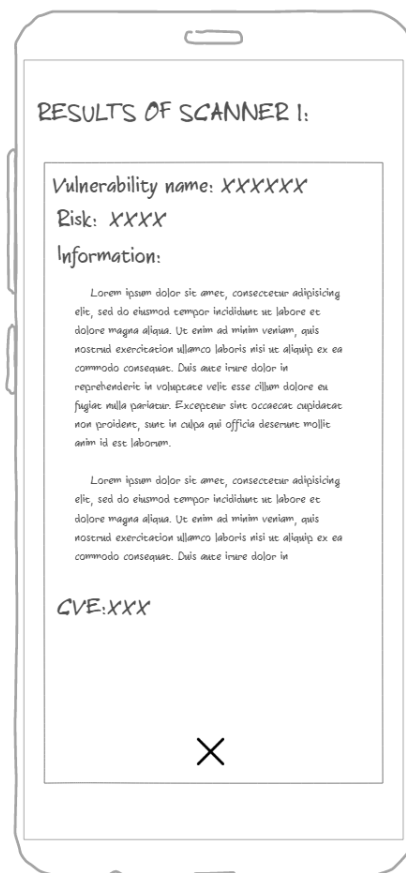 RESULTS OF SCANNER 1:
Vulnerability name: XXXXXX
Risk: XXXX
Information:
Lorem ipsum dolor sit amet, consectetur adipisicing
elit, sed do eiusmod tempor incididunt ut labore et
dolore magna aliqua. Ut enim ad minim veniam, quis
nostrud exercitation ullamco laboris nisi ut aliquip ex ea
commodo consequat. Duis aute irure dolor in
reprehenderit in voluptate velit esse cillum dolore eu
fugiat nulla pariatur. Excepteur sint occaecat cupidatat
non proident, sunt in culpa qui officia deserunt mollit
anim id est laborum.
Lorem ipsum dolor sit amet, consectetur adipisicing
elit, sed do eiusmod tempor incididunt ut labore et
dolore magna aliqua. Ut enim ad minim veniam, quis
nostrud exercitation ullamco laboris nisi ut aliquip ex ea
commodo consequat. Duis aute irure dolor in
CVE:XXX